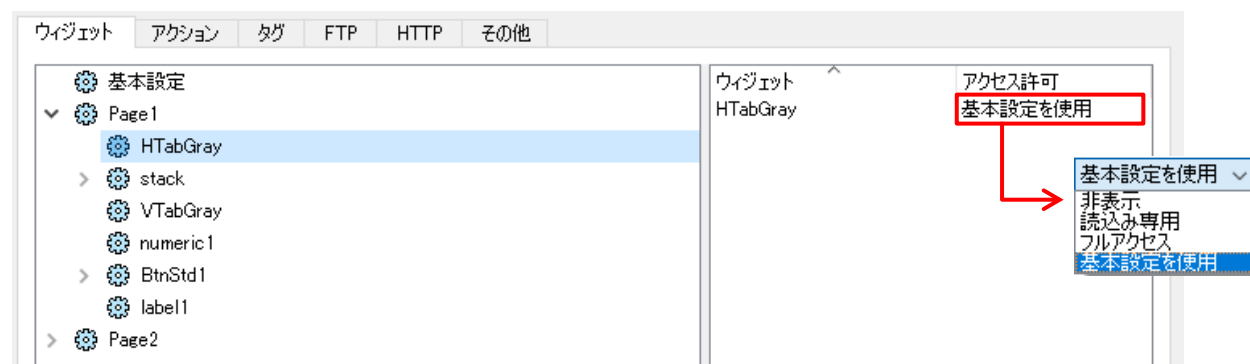 ウィジェット アクション タグ FTP HTTP その他
基本設定
Page1
HTabGray
stack
VTabGray
numeric1
BtnStd1
label1
Page2
ウィジェット アクセス許可
HTabGray 基本設定を使用
基本設定を使用
非表示
読込み専用
フルアクセス
基本設定を使用